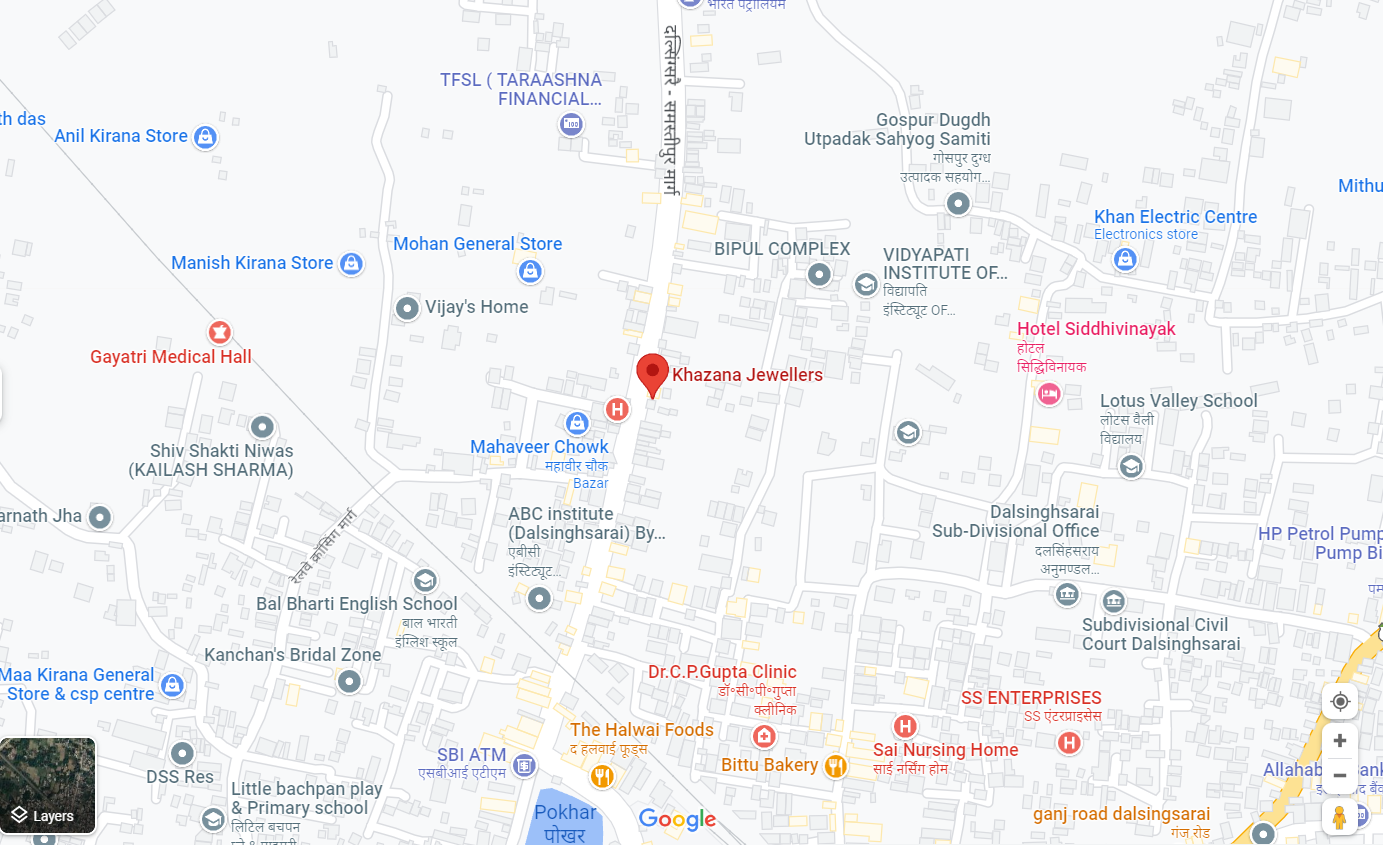 भारत पेट्रोलियम
दलसिंहसराय - समस्तीपुर मार्ग
TFSL ( TARAASHNA
FINANCIAL...
th das
Anil Kirana Store
Gospur Dugdh
Utpadak Sahyog Samiti
गोसपुर दुग्ध
उत्पादक सहयोग...
Mithu
Khan Electric Centre
Electronics store
Mohan General Store
Manish Kirana Store
BIPUL COMPLEX
VIDYAPATI
INSTITUTE OF...
विद्यापति
इंस्टिट्यूट OF...
Vijay's Home
Gayatri Medical Hall
Hotel Siddhivinayak
होटल
सिद्धिविनायक
Khazana Jewellers
H
Lotus Valley School
लोटस वैली
विद्यालय
Shiv Shakti Niwas
(KAILASH SHARMA)
Mahaveer Chowk
महावीर चौक
Bazar
arnath Jha
ABC institute
(Dalsinghsarai) By...
एबीसी
इंस्टिट्यूट...
Dalsinghsarai
Sub-Divisional Office
दलसिंहसराय
अनुमण्डल...
HP Petrol Pump
Pump Bi
पम्
रेलवे क्रॉसिंग मार्ग
Bal Bharti English School
बाल भारती
इंग्लिश स्कूल
Subdivisional Civil
Court Dalsinghsarai
Kanchan's Bridal Zone
Maa Kirana General
Store & csp centre
Dr.C.P.Gupta Clinic
डॉ॰सी॰पी॰गुप्ता
क्लीनिक
SS ENTERPRISES
SS एंटरप्राइसेस
H
The Halwai Foods
द हलवाई फूड्स
H
Sai Nursing Home
साई नर्सिंग होम
SBI ATM
एसबीआई एटीएम
Bittu Bakery
DSS Res
Little bachpan play
& Primary school
लिटिल बचपन
Layers
Pokhar
पोखर
Google
ganj road dalsingsarai
गंज रोड
Allahab
ank